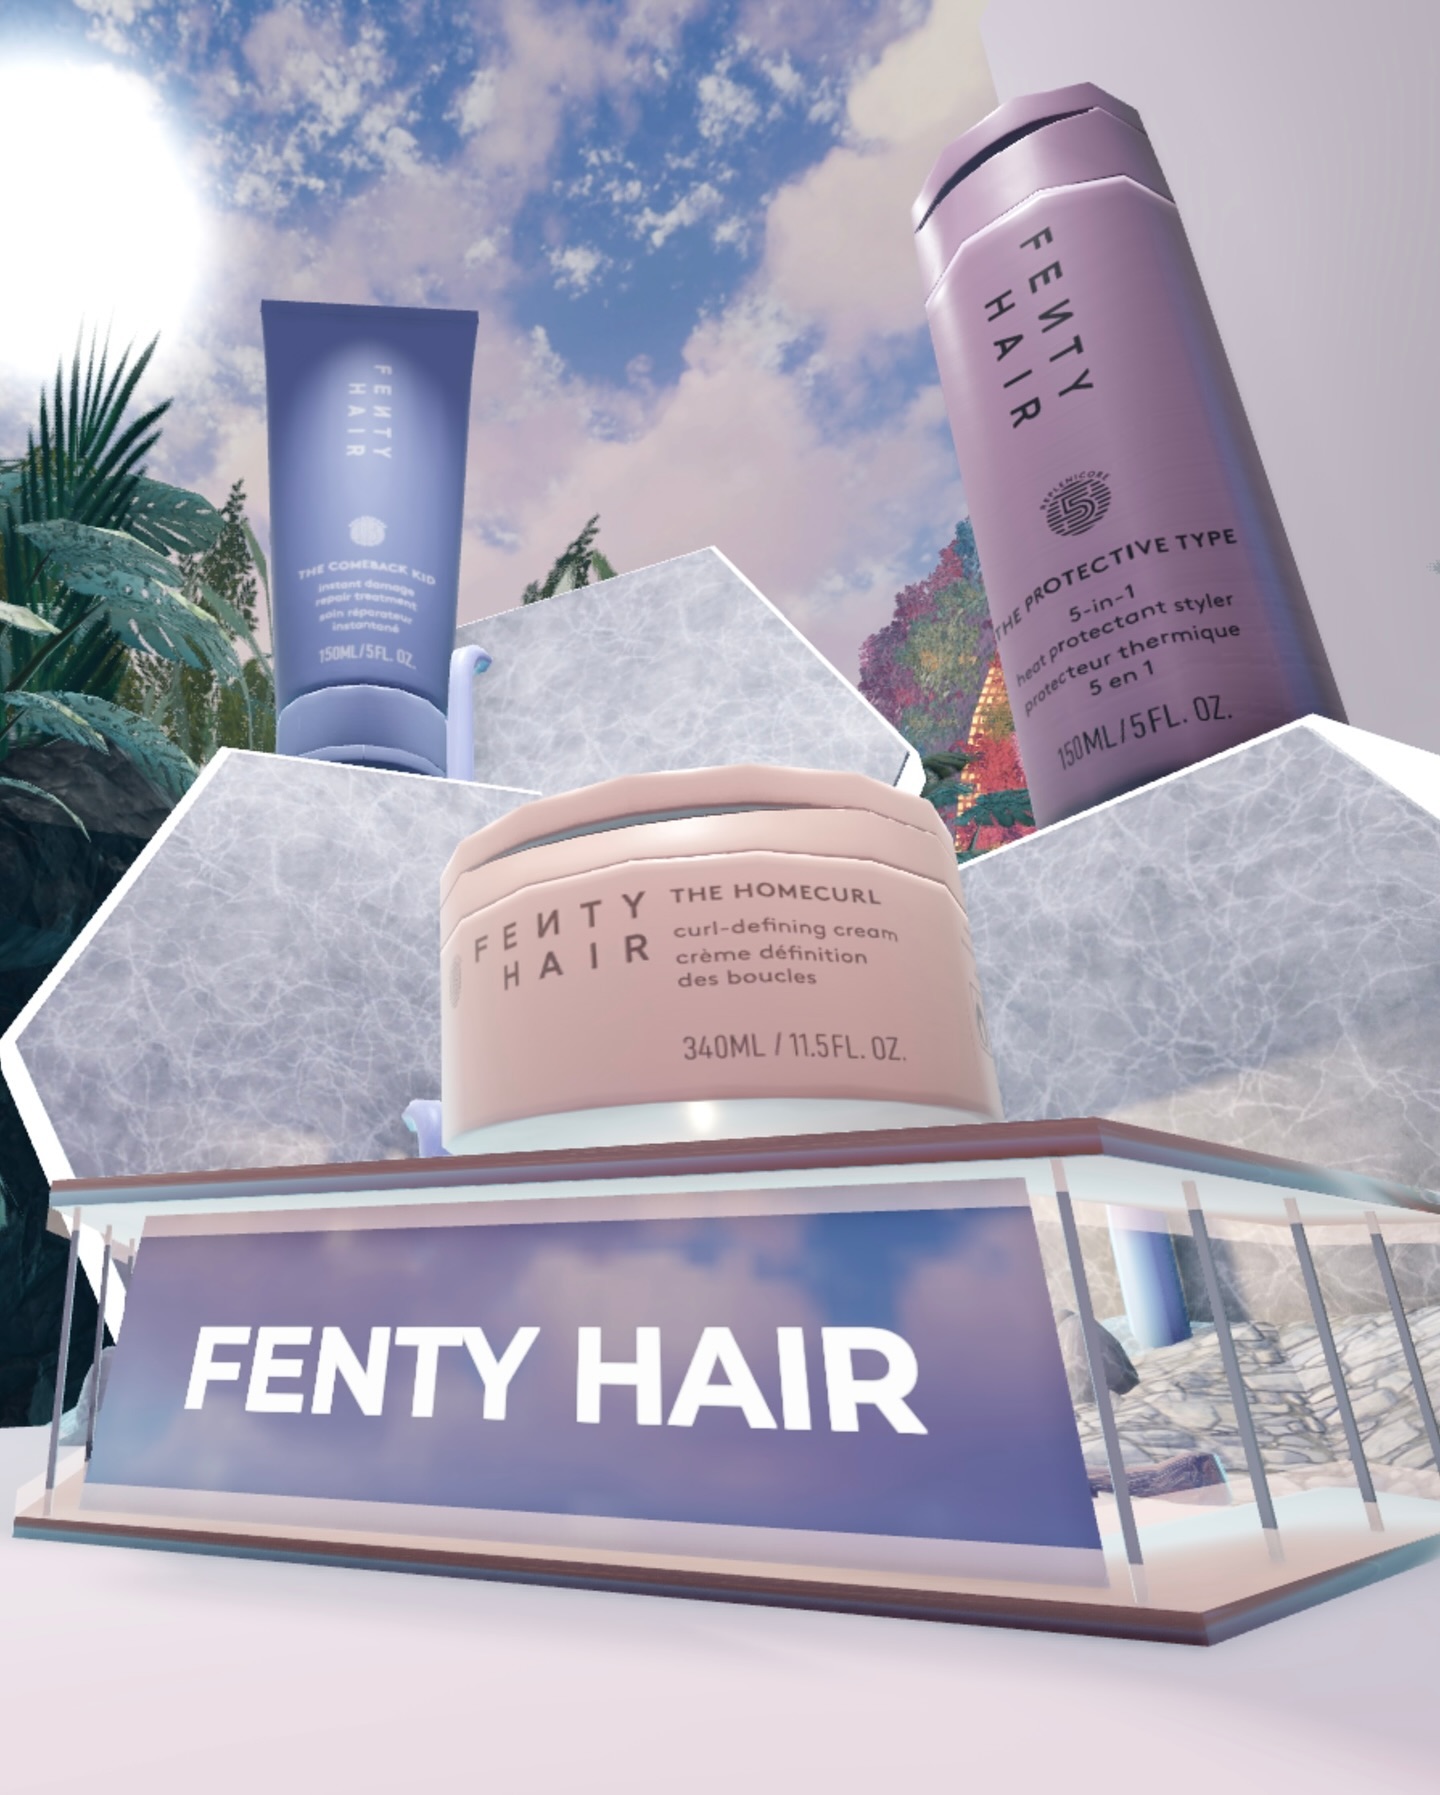 FENTY
HAIR
THE COMEBACK KID
instant damage
repair treatment
soin réparateur
instantané
150ML/5FL. OZ.
FENTY
HAIR
REPLENICORE
5
THE PROTECTIVE TYPE
5-in-1
heat protectant styler
protecteur thermique
5 en 1
150ML/5FL. OZ.
FENTY
HAIR
THE HOMECURL
curl-defining cream
crème définition
des boucles
340ML / 11.5FL. OZ.
FENTY HAIR